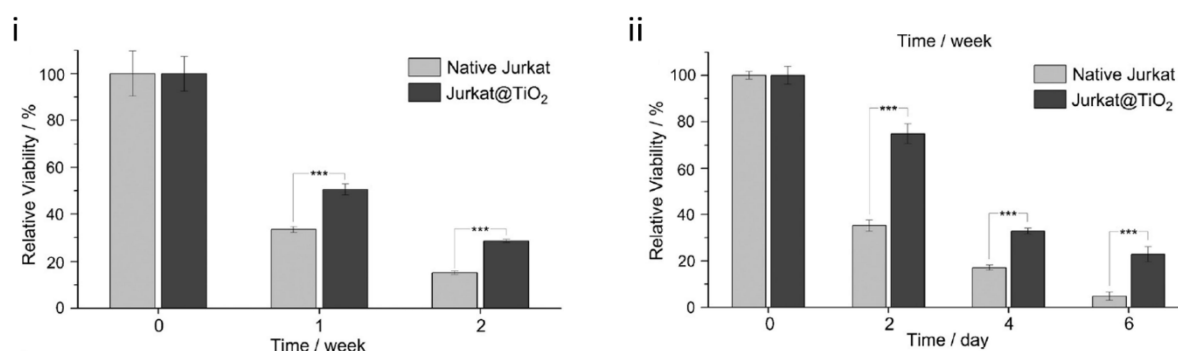 i
Relative Viability / %
100
80
60
40
20
0
Native Jurkat
Jurkat@TiO₂
***
***
0 1 2
Time / week
ii
Time / week
Relative Viability / %
100
80
60
40
20
0
Native Jurkat
Jurkat@TiO₂
***
***
***
0 2 4 6
Time / day